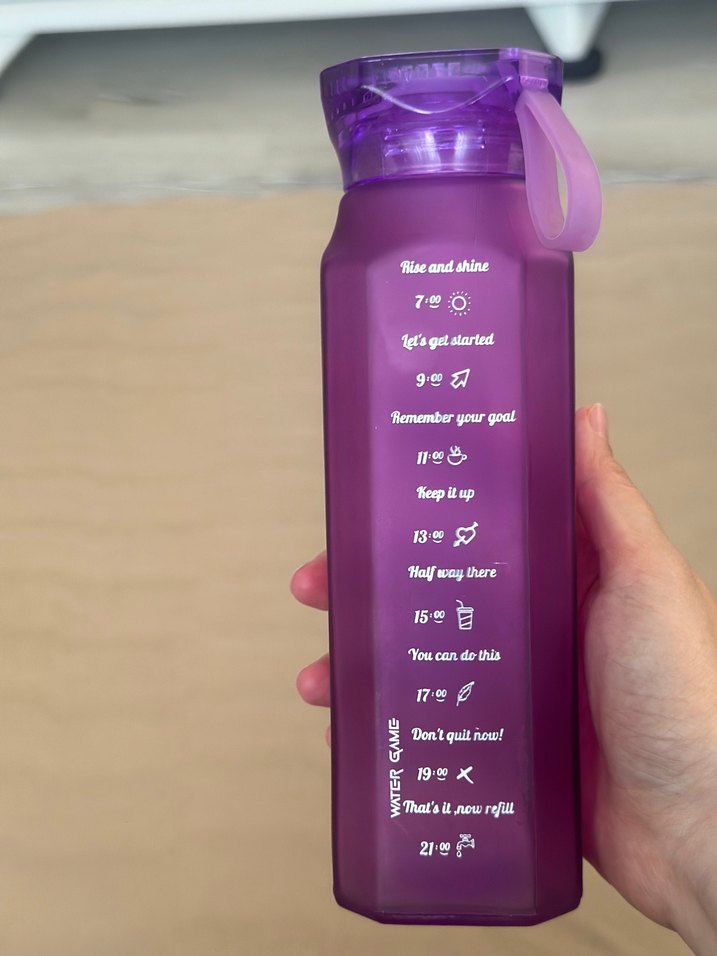 Rise and shine
7:00
Let's get started
9:00
Remember your goal
11:00
Keep it up
13:00
Half way there
15:00
You can do this
17:00
Don't quit now!
19:00
That's it ,now refill
21:00
WATER GAME